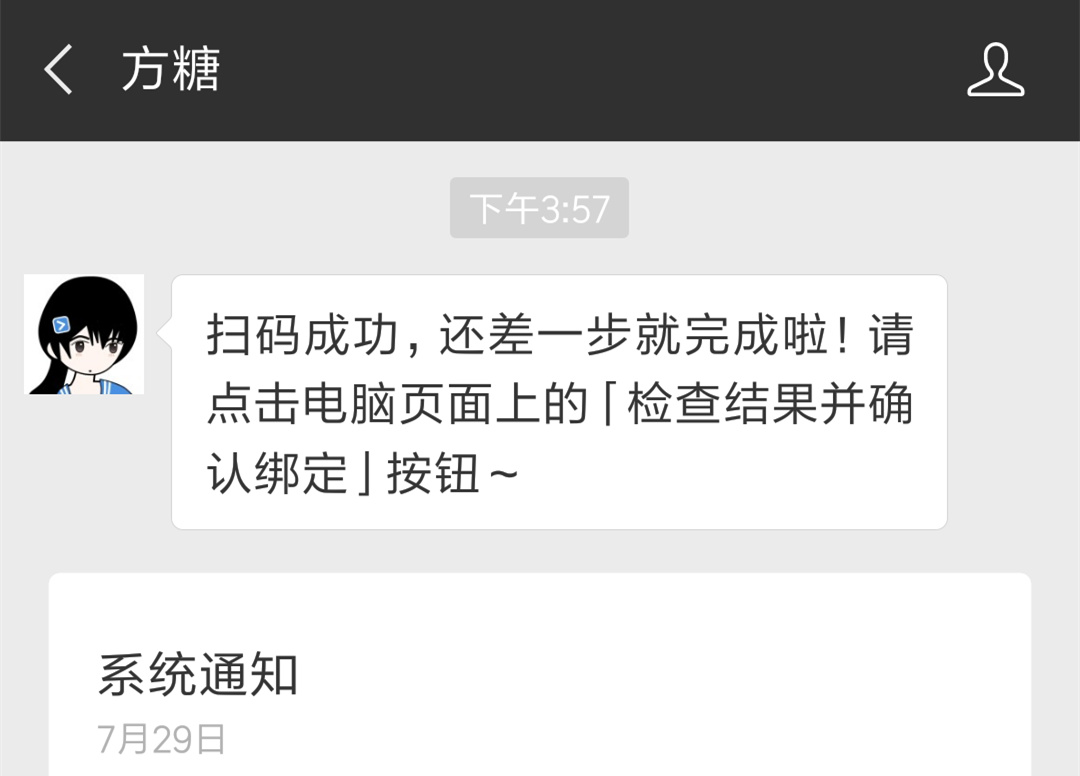 方糖
下午3:57
扫码成功，还差一步就完成啦！请
点击电脑页面上的「检查结果并确
认绑定」按钮～
系统通知
7月29日